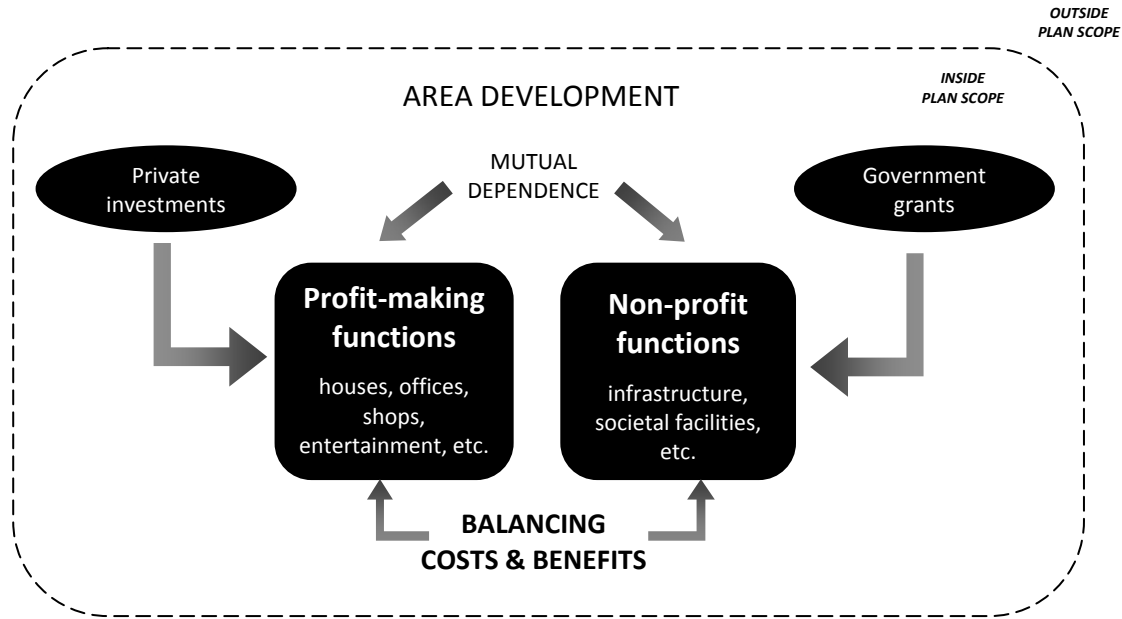 OUTSIDE
PLAN SCOPE
INSIDE
PLAN SCOPE
AREA DEVELOPMENT
Private
investments
MUTUAL
DEPENDENCE
Government
grants
Profit-making
functions
houses, offices,
shops,
entertainment, etc.
Non-profit
functions
infrastructure,
societal facilities,
etc.
BALANCING
COSTS & BENEFITS